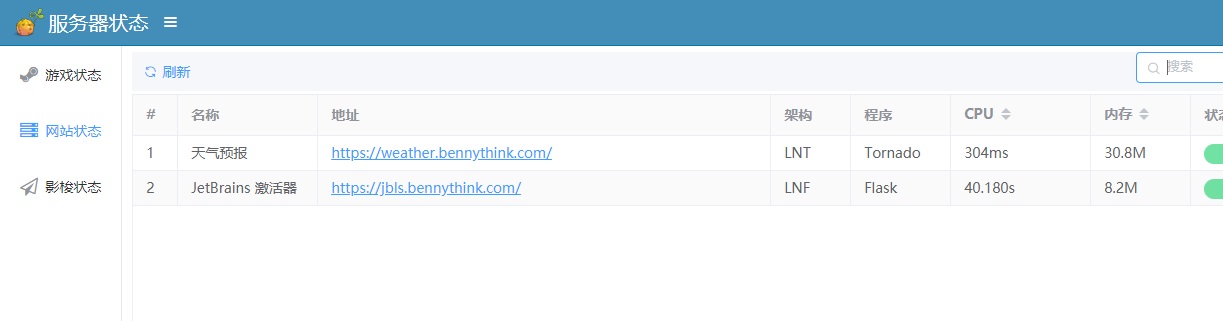 服务器状态
游戏状态
网站状态
影梭状态
刷新
搜索
# 名称 地址 架构 程序 CPU 内存 状态
1 天气预报 https://weather.bennythink.com/ LNT Tornado 304ms 30.8M
2 JetBrains 激活器 https://jbls.bennythink.com/ LNF Flask 40.180s 8.2M